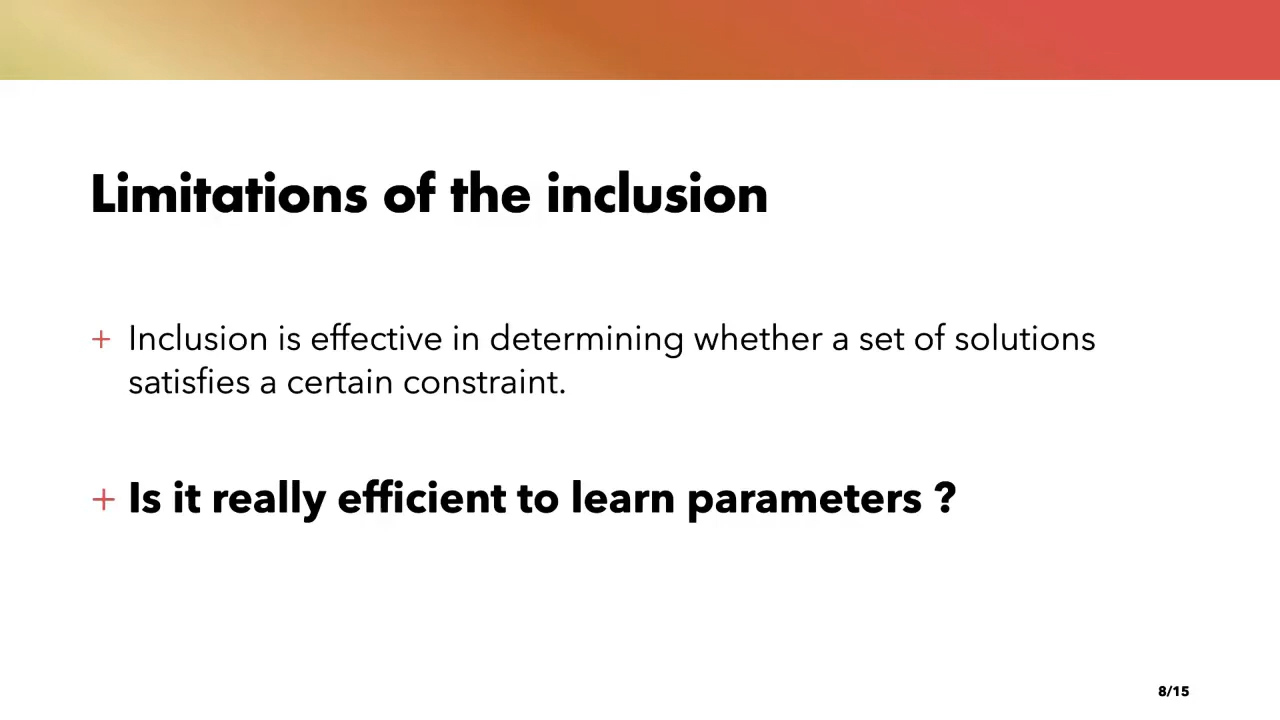 Limitations of the inclusion
+ Inclusion is effective in determining whether a set of solutions
satisfies a certain constraint.
+ Is it really efficient to learn parameters ?
8/15